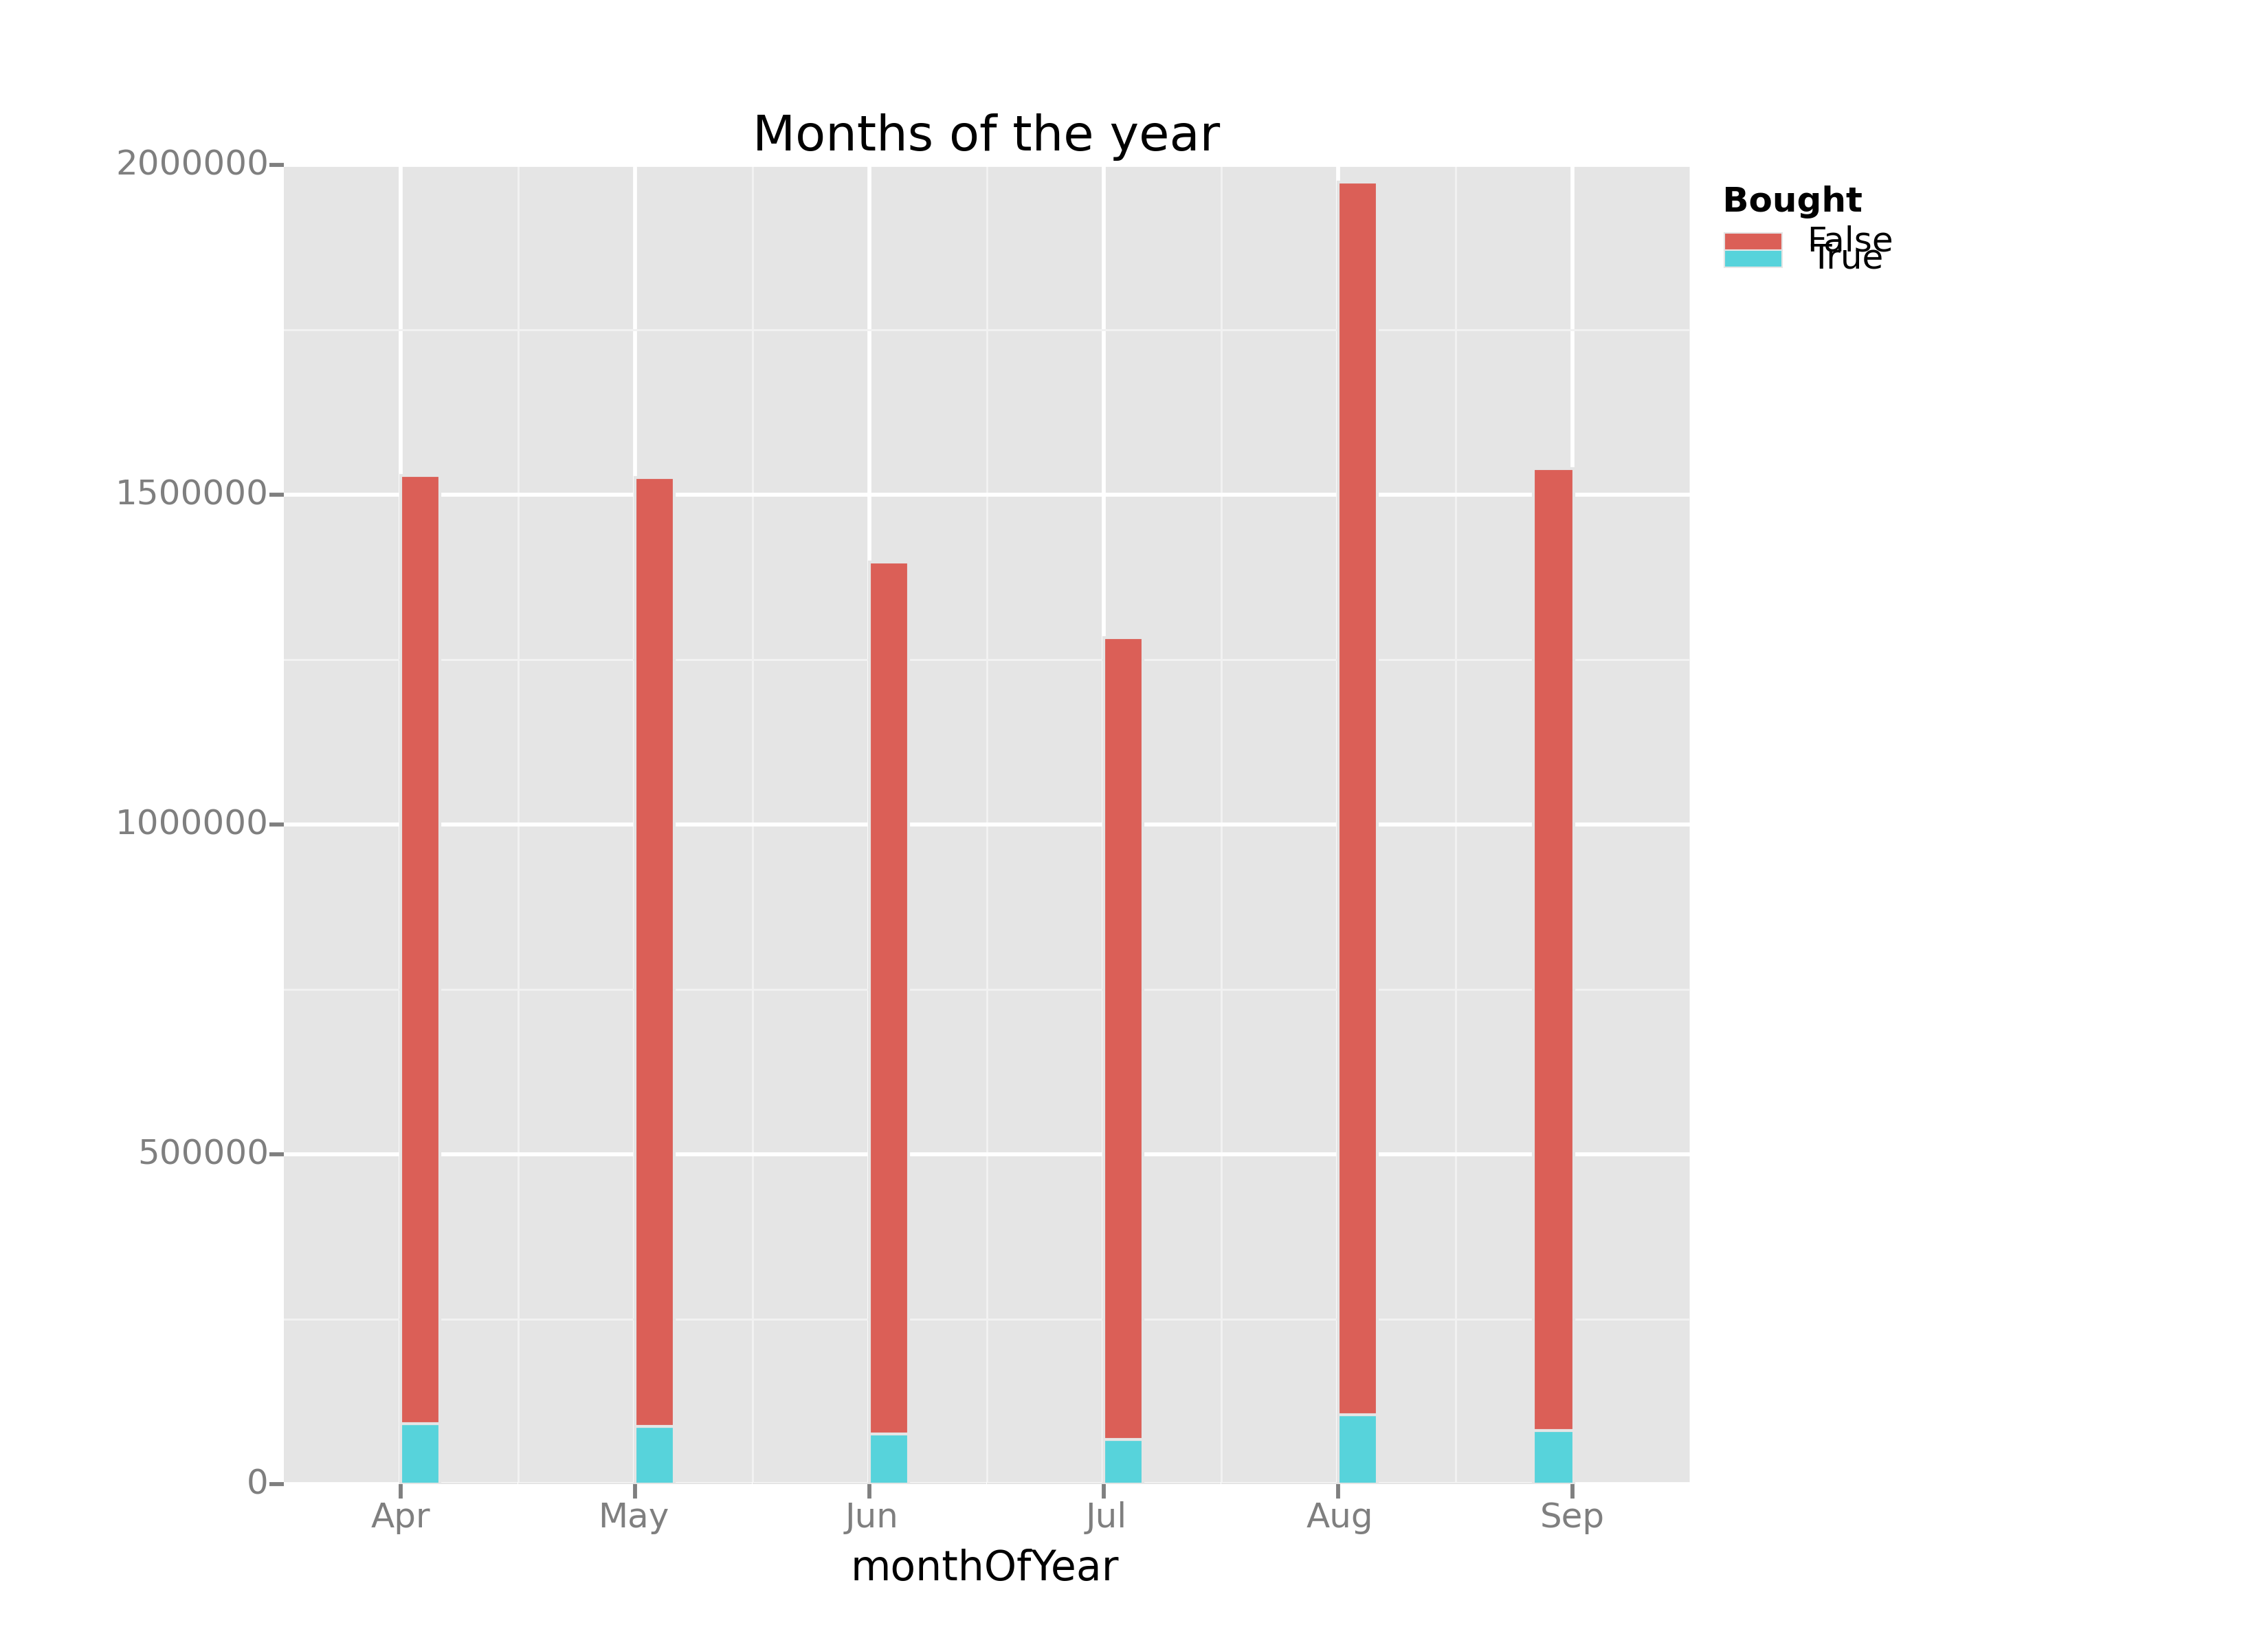 Months of the year
2000000
1500000
1000000
500000
0
Apr May Jun Jul Aug Sep
monthOfYear
Bought
False
True